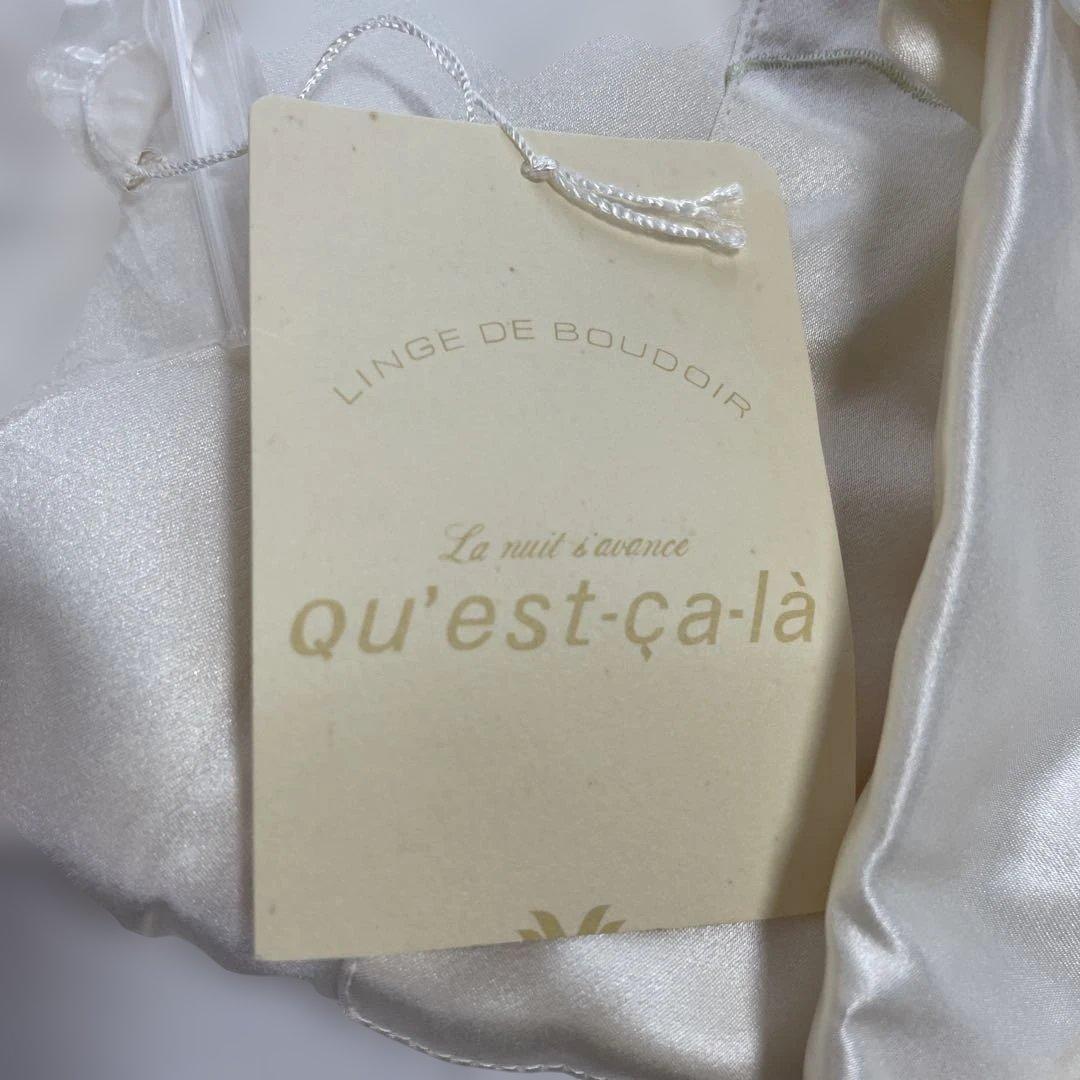 LINGE DE BOUDOIR
La nuit s'avance
qu'est-ça-là